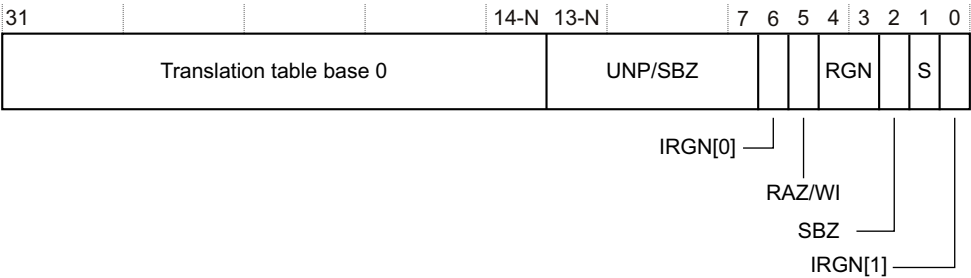 31 14-N 13-N 7 6 5 4 3 2 1 0
Translation table base 0 UNP/SBZ RGN S
IRGN[0]
RAZ/WI
SBZ
IRGN[1]